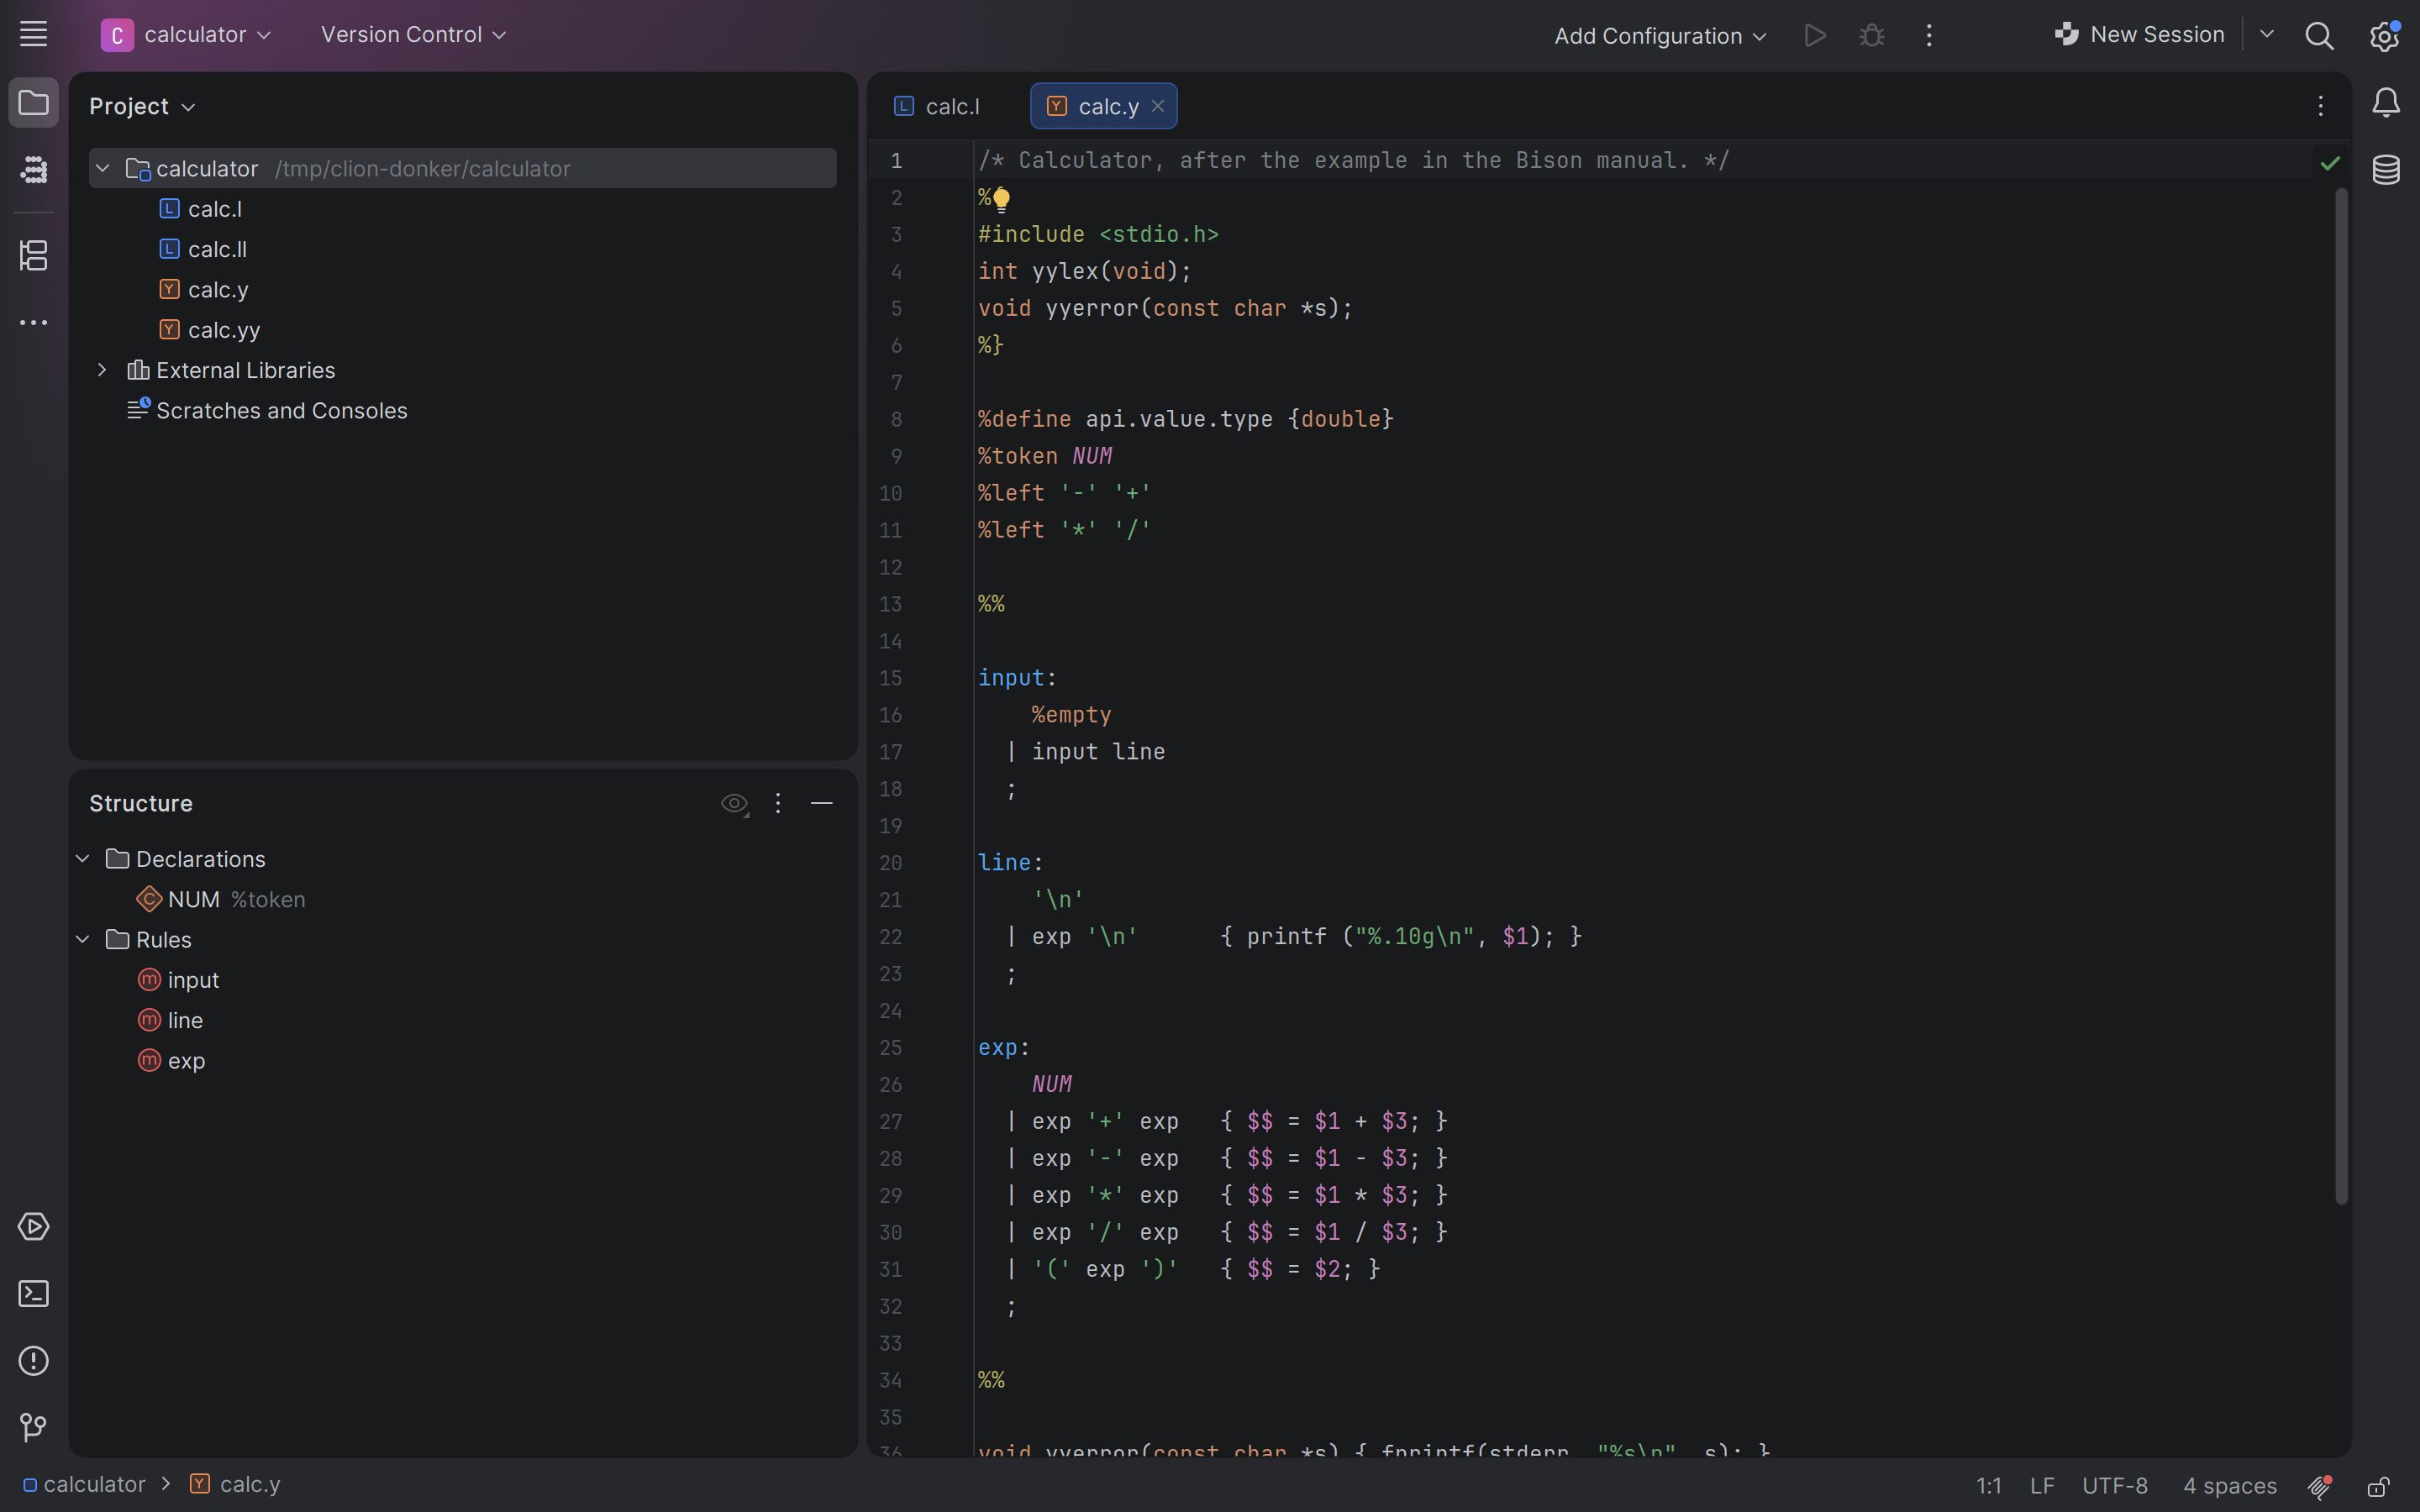 C calculator Version Control Add Configuration New Session
Project
calculator /tmp/clion-donker/calculator
L calc.l
L calc.ll
Y calc.y
Y calc.yy
External Libraries
Scratches and Consoles
Structure
Declarations
C NUM %token
Rules
m input
m line
m exp
L calc.l Y calc.y
1 /* Calculator, after the example in the Bison manual. */
2 %
3 #include <stdio.h>
4 int yylex(void);
5 void yyerror(const char *s);
6 %}
7
8 %define api.value.type {double}
9 %token NUM
10 %left '-' '+'
11 %left '*' '/'
12
13 %%
14
15 input:
16 %empty
17 | input line
18 ;
19
20 line:
21 '\n'
22 | exp '\n' { printf ("%.10g\n", $1); }
23 ;
24
25 exp:
26 NUM
27 | exp '+' exp { $$ = $1 + $3; }
28 | exp '-' exp { $$ = $1 - $3; }
29 | exp '*' exp { $$ = $1 * $3; }
30 | exp '/' exp { $$ = $1 / $3; }
31 | '(' exp ')' { $$ = $2; }
32 ;
33
34 %%
35
36 void yyerror(const char *s) { fprintf(stderr, "%s\n", s); }
calculator Y calc.y 1:1 LF UTF-8 4 spaces